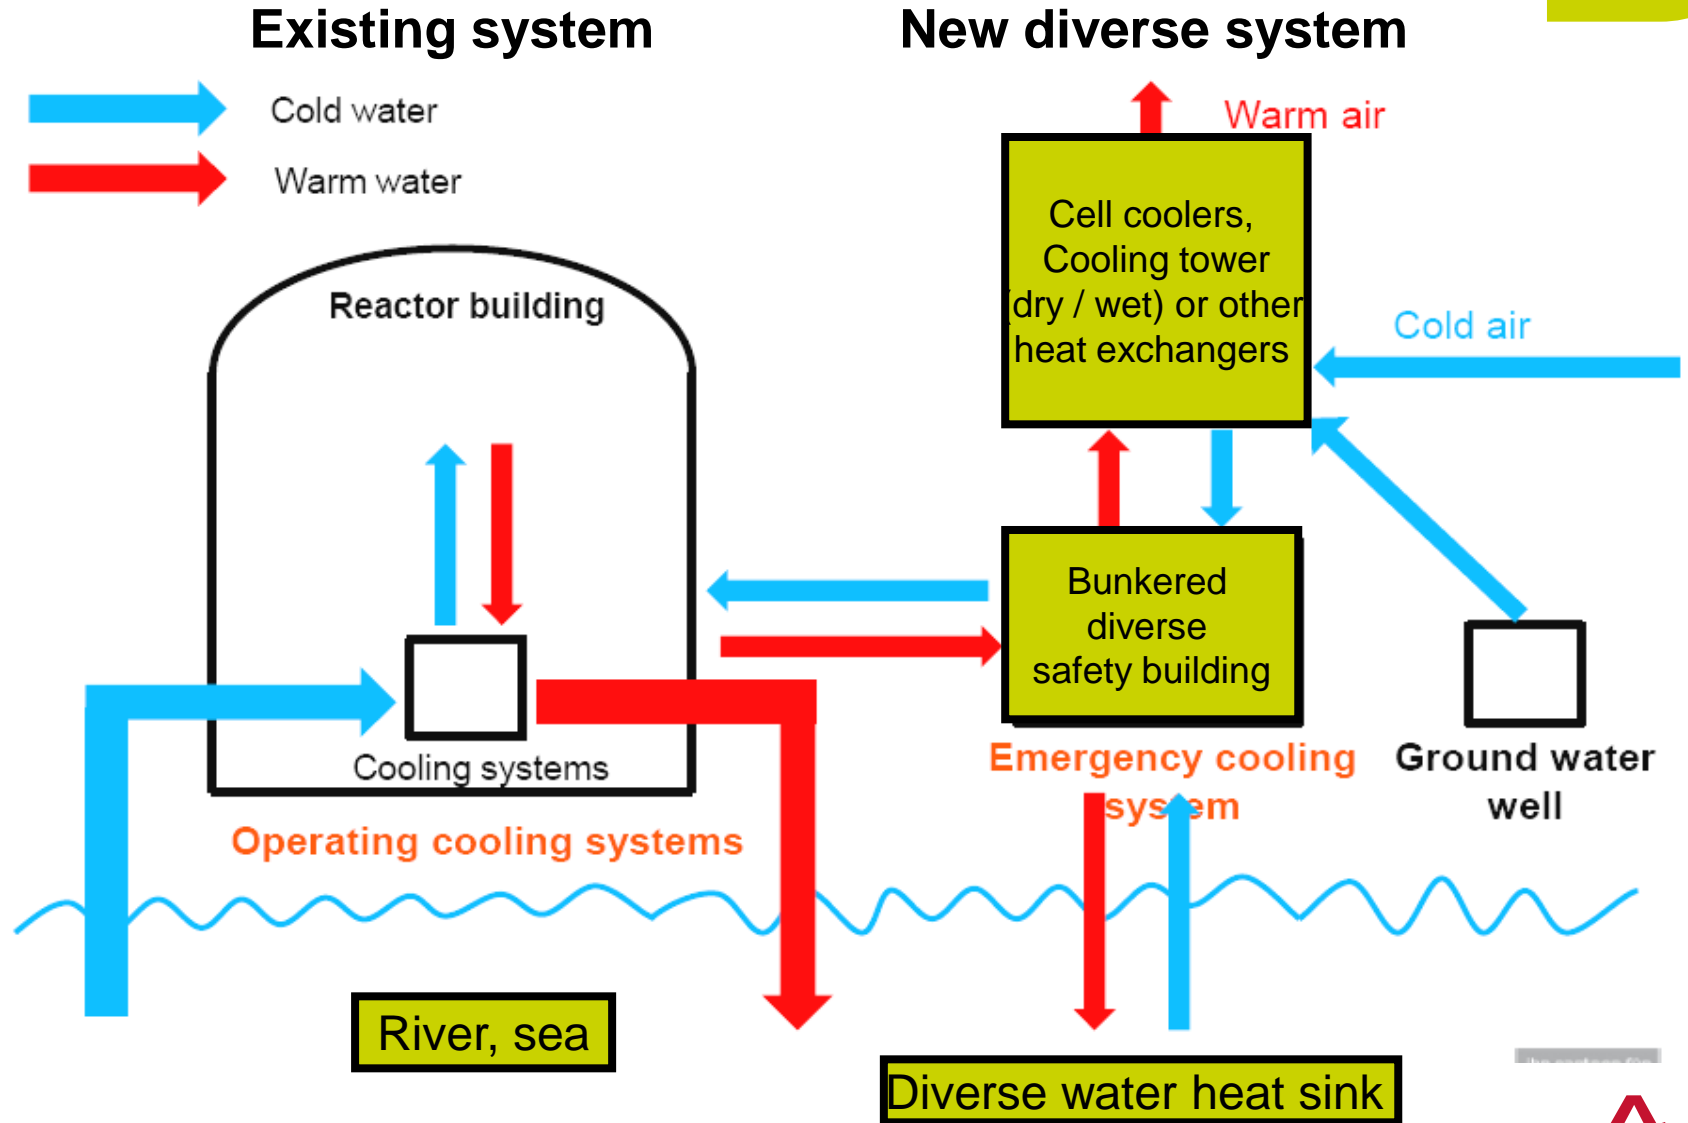 Existing system
New diverse system
Cold water
Warm water
Warm air
Cell coolers,
Cooling tower
(dry / wet) or other
heat exchangers
Cold air
Reactor building
Bunkered
diverse
safety building
Cooling systems
Emergency cooling
system
Ground water
well
Operating cooling systems
River, sea
Diverse water heat sink